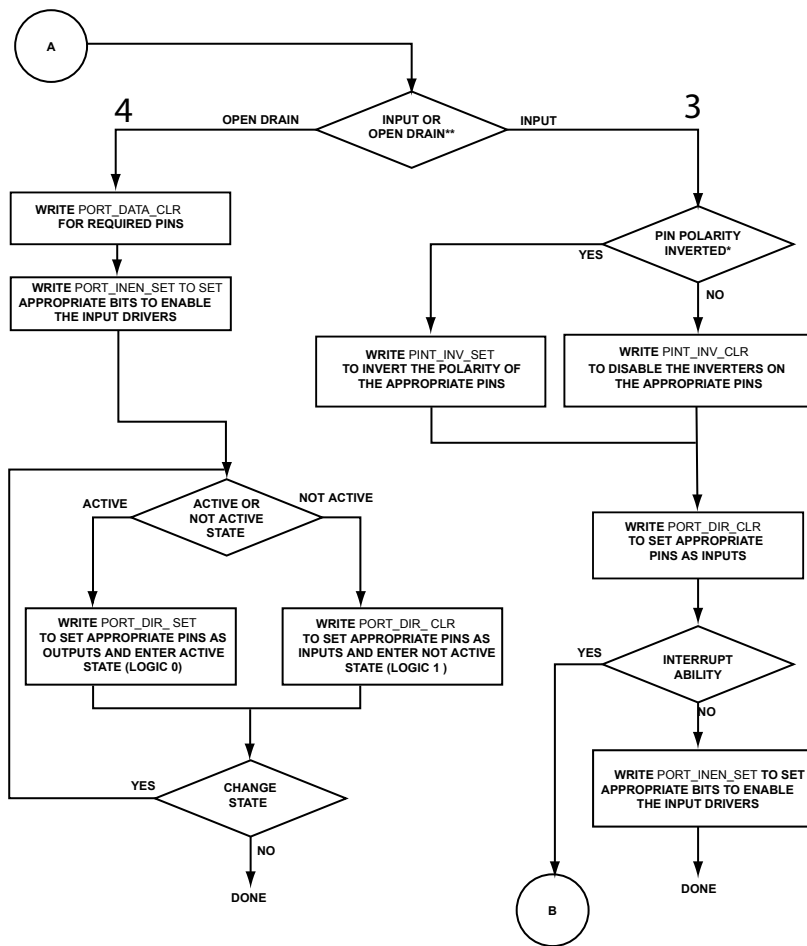 A
4
3
OPEN DRAIN
INPUT OR
OPEN DRAIN**
INPUT
WRITE PORT_DATA_CLR
FOR REQUIRED PINS
WRITE PORT_INEN_SET TO SET
APPROPRIATE BITS TO ENABLE
THE INPUT DRIVERS
PIN POLARITY
INVERTED*
YES
NO
WRITE PINT_INV_SET
TO INVERT THE POLARITY OF
THE APPROPRIATE PINS
WRITE PINT_INV_CLR
TO DISABLE THE INVERTERS ON
THE APPROPRIATE PINS
ACTIVE
ACTIVE OR
NOT ACTIVE
STATE
NOT ACTIVE
WRITE PORT_DIR_CLR
TO SET APPROPRIATE
PINS AS INPUTS
WRITE PORT_DIR_ SET
TO SET APPROPRIATE PINS AS
OUTPUTS AND ENTER ACTIVE
STATE (LOGIC 0)
WRITE PORT_DIR_ CLR
TO SET APPROPRIATE PINS AS
INPUTS AND ENTER NOT ACTIVE
STATE (LOGIC 1 )
YES
INTERRUPT
ABILITY
NO
YES
CHANGE
STATE
NO
DONE
WRITE PORT_INEN_SET TO SET
APPROPRIATE BITS TO ENABLE
THE INPUT DRIVERS
DONE
B